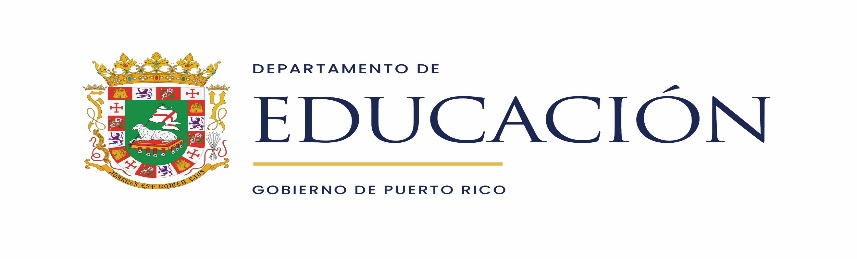 DEPARTAMENTO DE
EDUCACIÓN
GOBIERNO DE PUERTO RICO